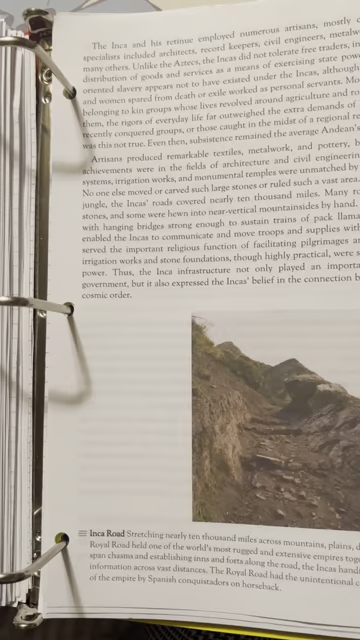 The Inca and his retinue employed numerous artisans, mostly
specialists included architects, record keepers, civil engineers, metalw
many others. Unlike the Aztecs, the Incas did not tolerate free traders,
distribution of goods and services as a means of exercising state pow
oriented slavery appears not to have existed under the Incas, although
and women spared from death or exile worked as personal servants. Mo
belonging to kin groups whose lives revolved around agriculture and ro
them, the rigors of everyday life far outweighed the extra demands of
recently conquered groups, or those caught in the midst of a regional re
was this not true. Even then, subsistence remained the average Andean
Artisans produced remarkable textiles, metalwork, and pottery, b
achievements were in the fields of architecture and civil engineerin
systems, irrigation works, and monumental temples were unmatched by
No one else moved or carved such large stones or ruled such a vast area.
jungle, the Incas' roads covered nearly ten thousand miles. Many ro
stones, and some were hewn into near-vertical mountainsides by hand.
with hanging bridges strong enough to sustain trains of pack llama
enabled the Incas to communicate and move troops and supplies with
served the important religious function of facilitating pilgrimages a
irrigation works and stone foundations, though highly practical, were s
power. Thus, the Inca infrastructure not only played an importa
government, but it also expressed the Incas' belief in the connection b
cosmic order.
Inca Road Stretching nearly ten thousand miles across mountains, plains, d
Royal Road held one of the world's most rugged and extensive empires toge
span chasms and establishing inns and forts along the road, the Incas handi
information across vast distances. The Royal Road had the unintentional c
of the empire by Spanish conquistadors on horseback.